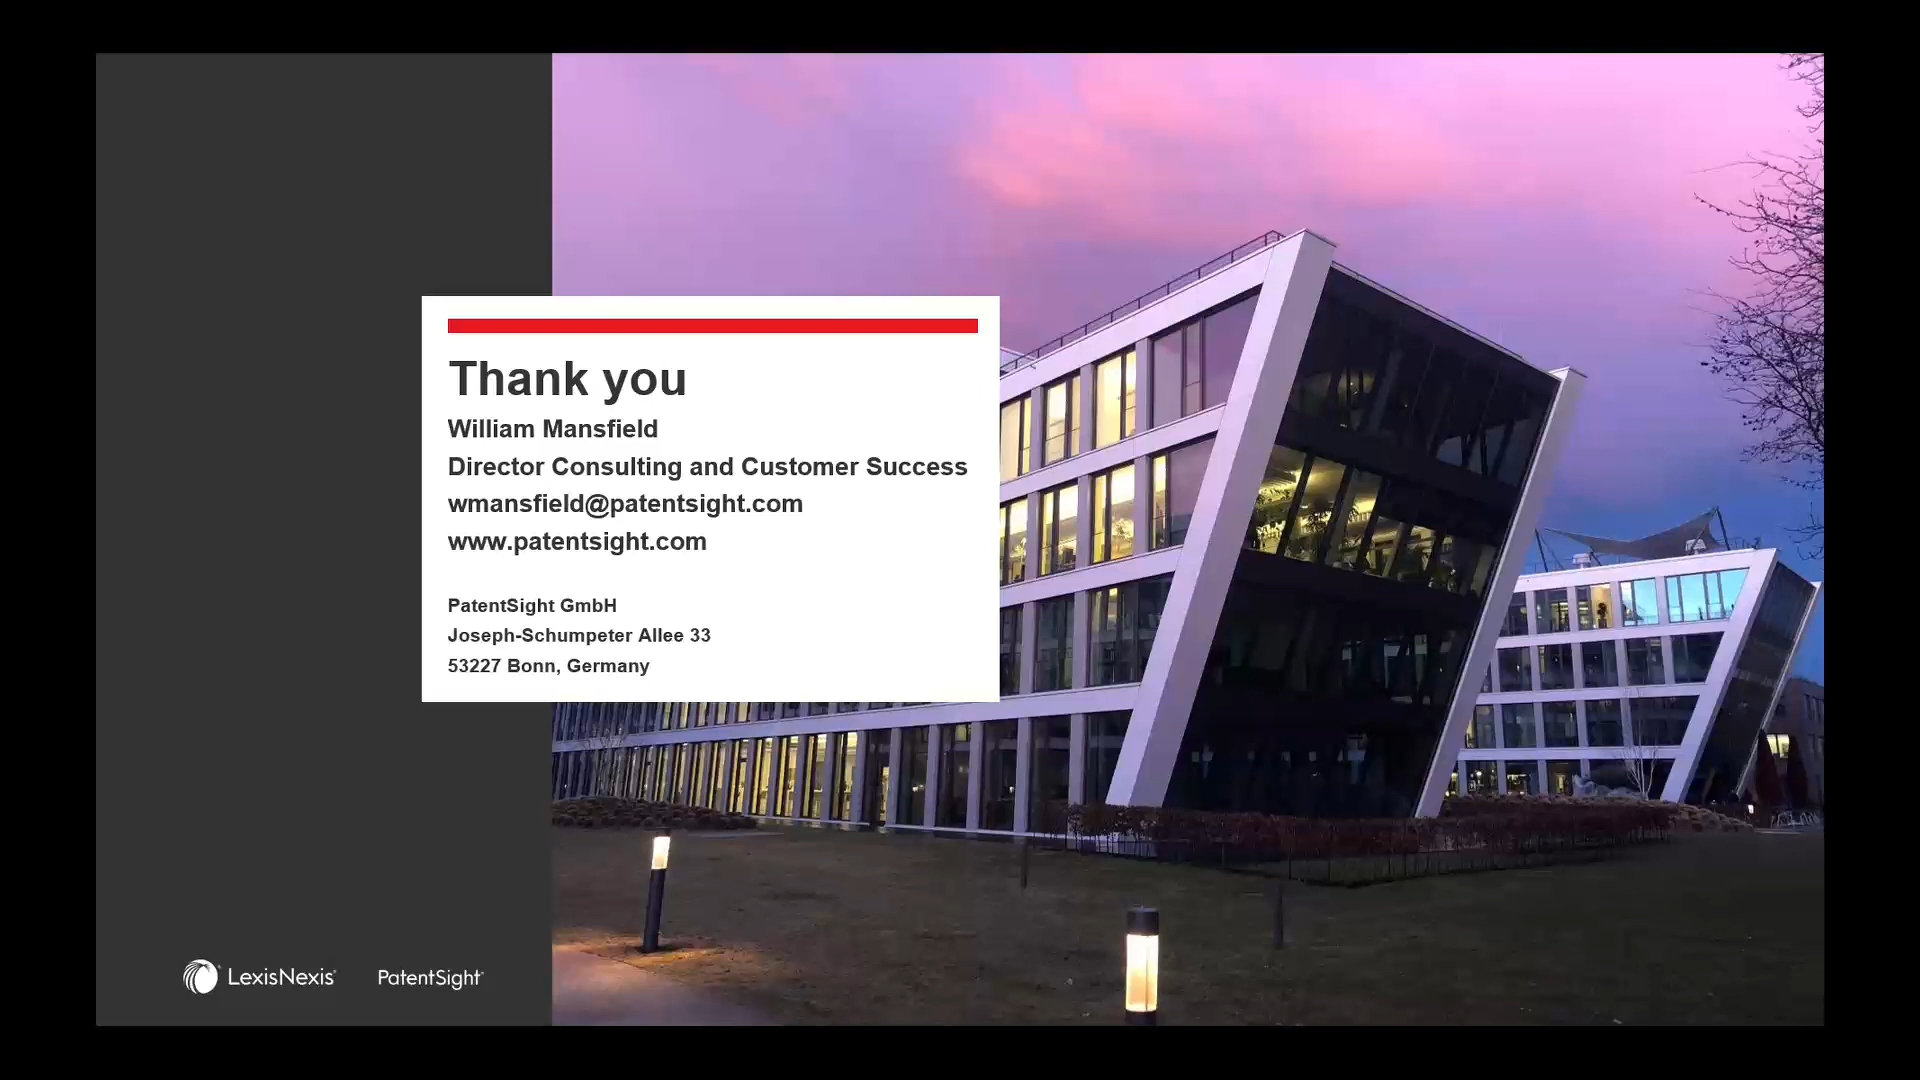 Thank you
William Mansfield
Director Consulting and Customer Success
wmansfield@patentsight.com
www.patentsight.com
PatentSight GmbH
Joseph-Schumpeter Allee 33
53227 Bonn, Germany
LexisNexis PatentSight